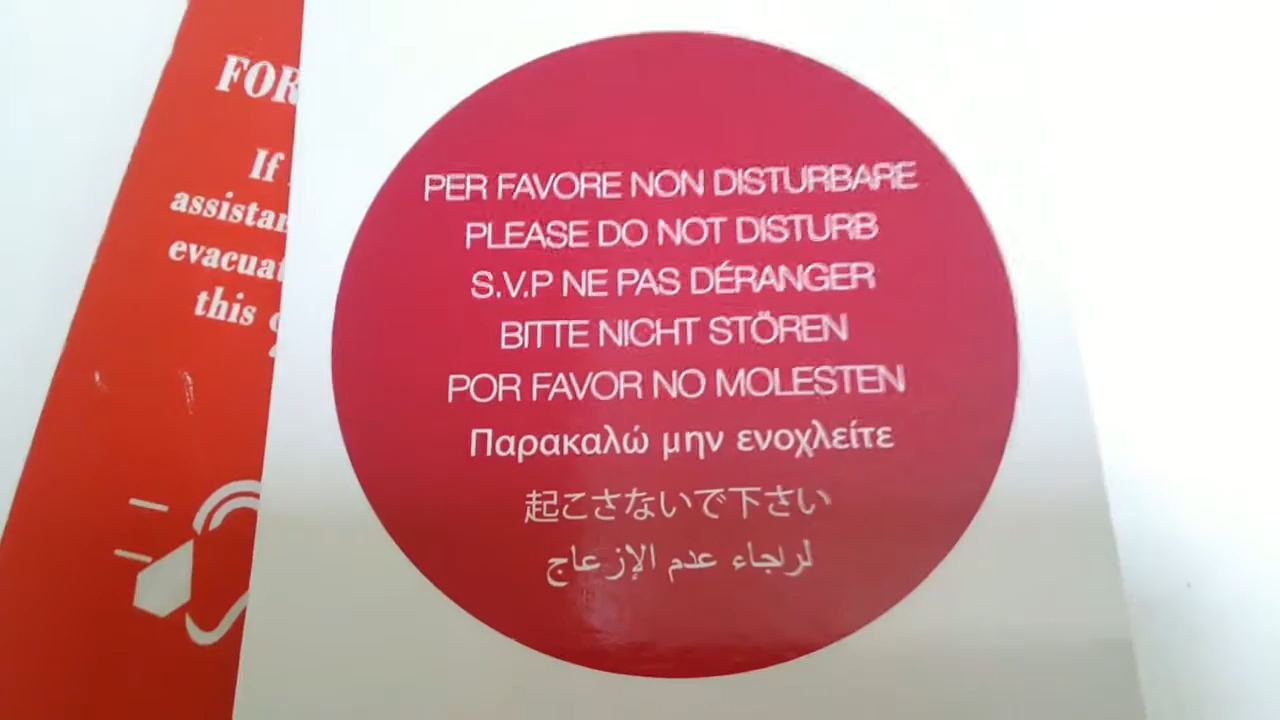 FOR
If
assistan
evacuat
this
PER FAVORE NON DISTURBARE
PLEASE DO NOT DISTURB
S.V.P NE PAS DÉRANGER
BITTE NICHT STÖREN
POR FAVOR NO MOLESTEN
Παρακαλώ μην ενοχλείτε
起こさないで下さい
لرلجاء عدم الإزعاج